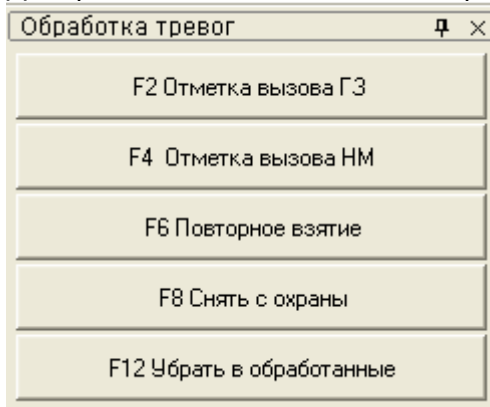 Обработка тревог
F2 Отметка вызова ГЗ
F4 Отметка вызова НМ
F6 Повторное взятие
F8 Снять с охраны
F12 Убрать в обработанные